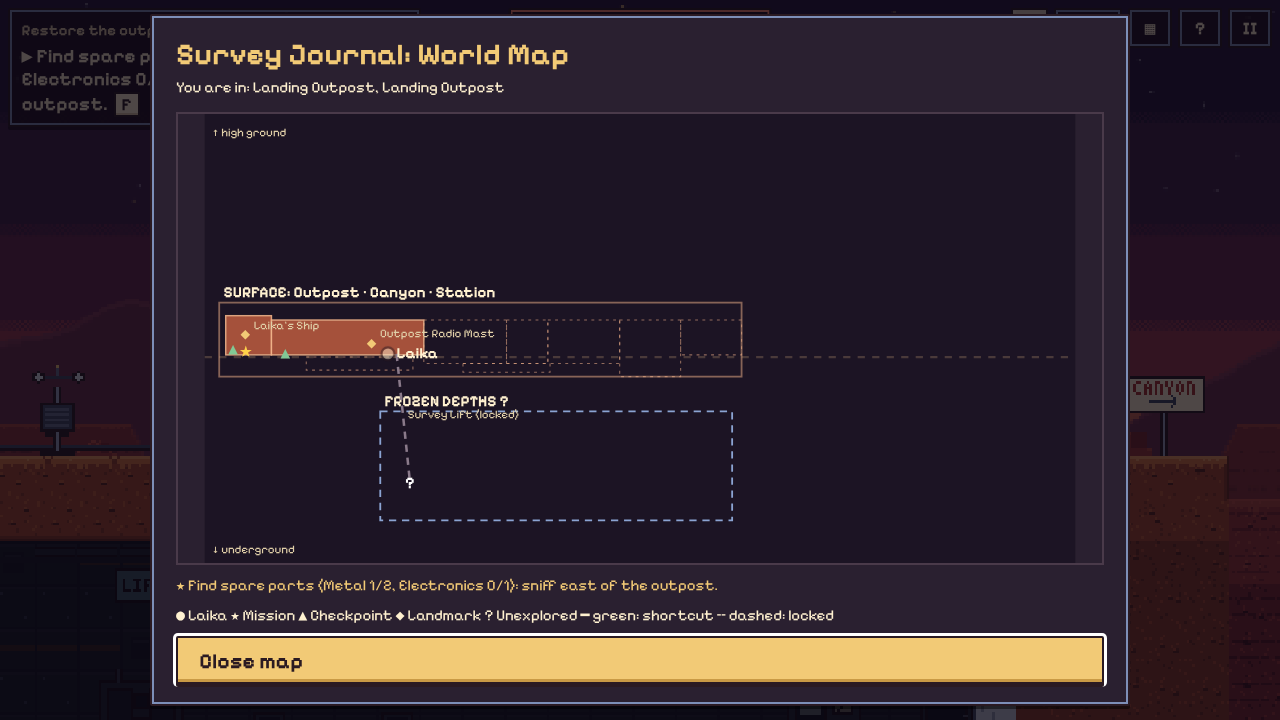 Restore the outp
▶ Find spare p
Electronics 0
outpost. F
Survey Journal: World Map
You are in: Landing Outpost, Landing Outpost
↑ high ground
SURFACE: Outpost · Canyon · Station
Laika's Ship
Outpost Radio Mast
Laika
FROZEN DEPTHS ?
Survey Lift (locked)
?
↓ underground
★ Find spare parts (Metal 1/2, Electronics 0/1): sniff east of the outpost.
● Laika ★ Mission ▲ Checkpoint ◆ Landmark ? Unexplored — green: shortcut -- dashed: locked
Close map
? II
CANYON
LIF